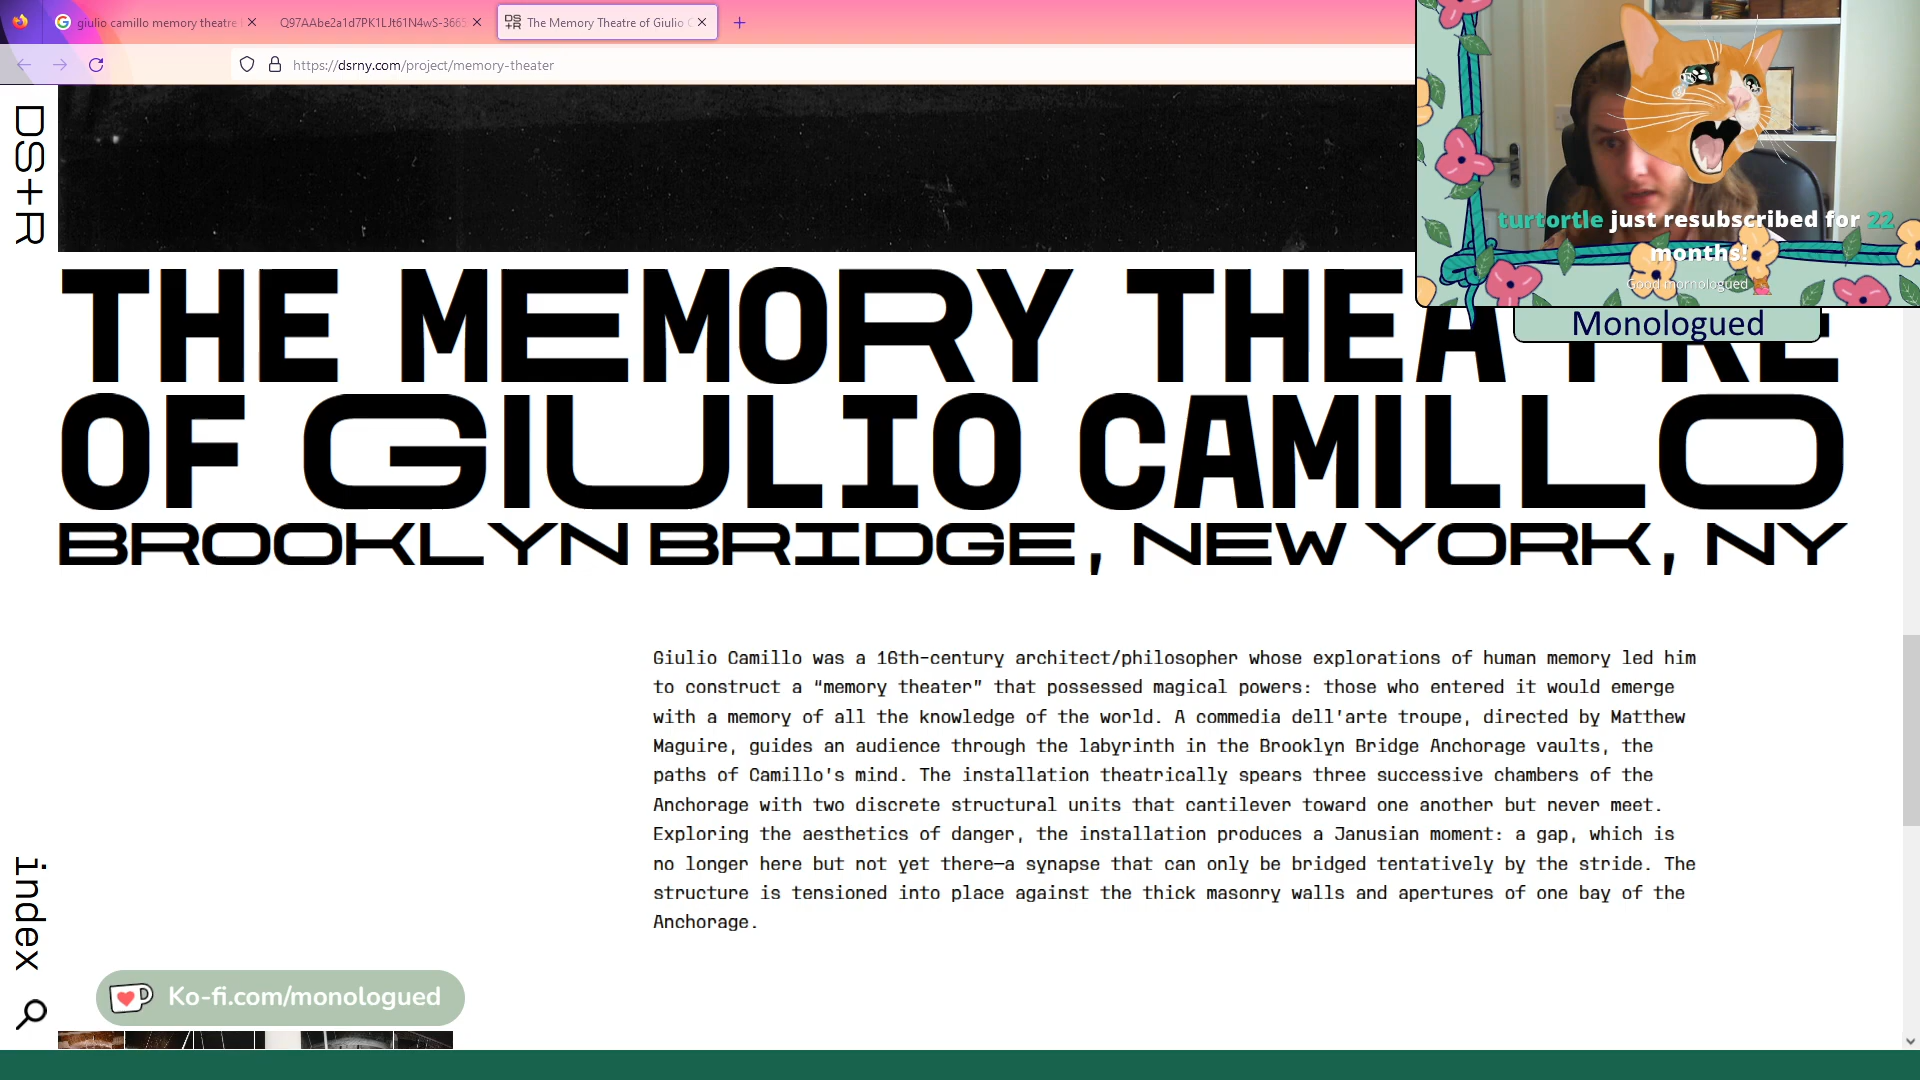 giulio camillo memory theatre
Q97AAbe2a1d7PK1LJt61N4wS-3665
The Memory Theatre of Giulio C
https://dsrny.com/project/memory-theater
DS+R
turtortle just resubscribed for 22
months!
Good mornologued
Monologued
THE MEMORY THEATRE
OF GIULIO CAMILLO
BROOKLYN BRIDGE, NEW YORK, NY
Giulio Camillo was a 16th-century architect/philosopher whose explorations of human memory led him
to construct a “memory theater” that possessed magical powers: those who entered it would emerge
with a memory of all the knowledge of the world. A commedia dell'arte troupe, directed by Matthew
Maguire, guides an audience through the labyrinth in the Brooklyn Bridge Anchorage vaults, the
paths of Camillo's mind. The installation theatrically spears three successive chambers of the
Anchorage with two discrete structural units that cantilever toward one another but never meet.
Exploring the aesthetics of danger, the installation produces a Janusian moment: a gap, which is
no longer here but not yet there—a synapse that can only be bridged tentatively by the stride. The
structure is tensioned into place against the thick masonry walls and apertures of one bay of the
Anchorage.
index
Ko-fi.com/monologued